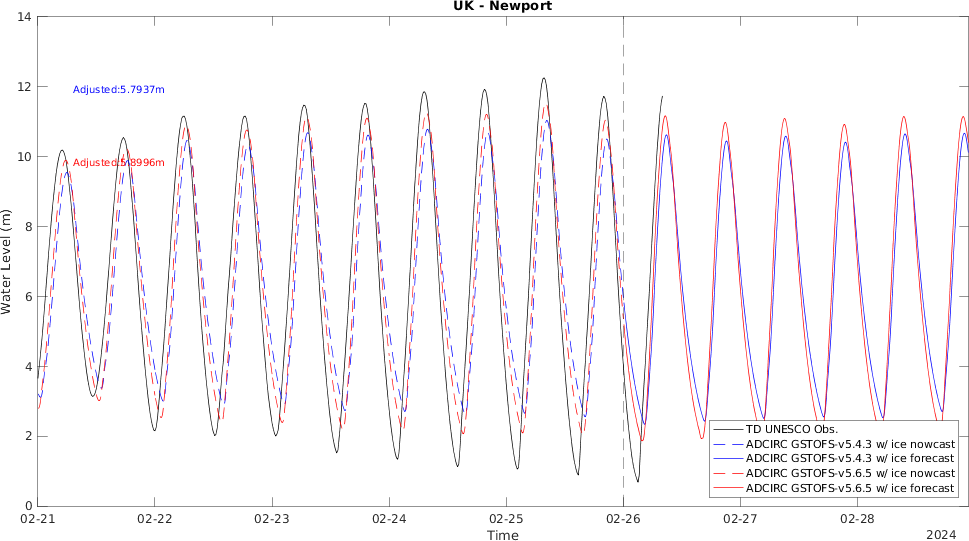 UK - Newport
14
12
10
8
6
4
2
0
Water Level (m)
Adjusted:5.7937m
Adjusted:5.8996m
TD UNESCO Obs.
ADCIRC GSTOFS-v5.4.3 w/ ice nowcast
ADCIRC GSTOFS-v5.4.3 w/ ice forecast
ADCIRC GSTOFS-v5.6.5 w/ ice nowcast
ADCIRC GSTOFS-v5.6.5 w/ ice forecast
02-21 02-22 02-23 02-24 02-25 02-26 02-27 02-28
Time
2024